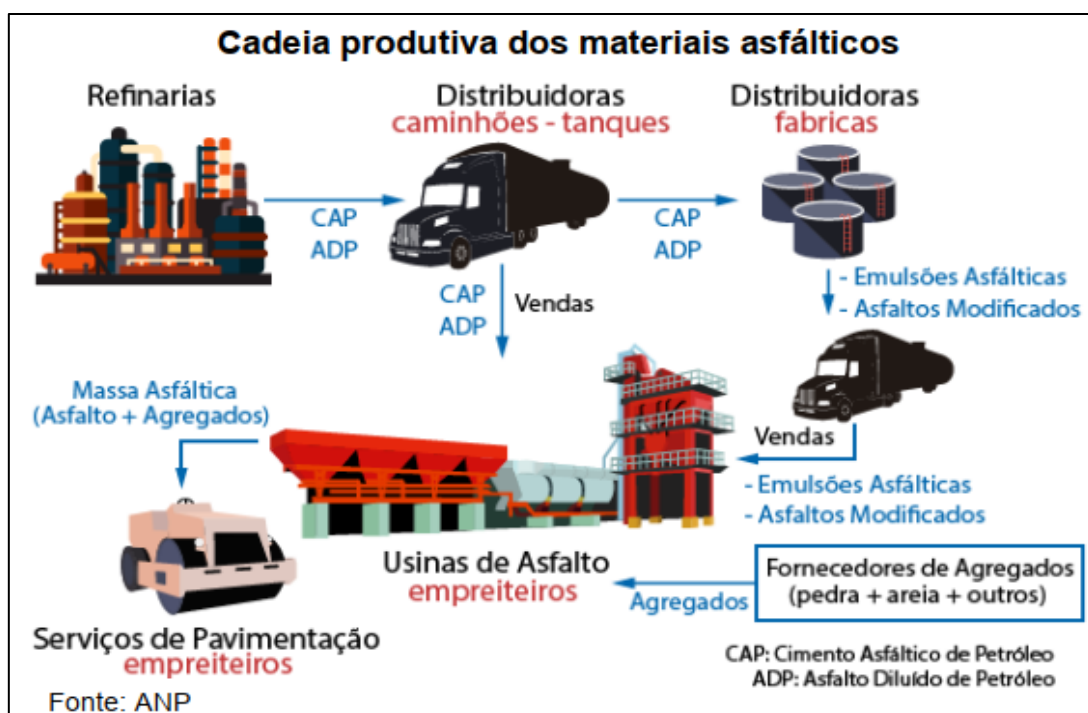 Cadeia produtiva dos materiais asfálticos
Refinarias
Distribuidoras
caminhões - tanques
Distribuidoras
fabricas
CAP
ADP
CAP
ADP
CAP
ADP
Vendas
- Emulsões Asfálticas
- Asfaltos Modificados
Massa Asfáltica
(Asfalto + Agregados)
Vendas
- Emulsões Asfálticas
- Asfaltos Modificados
Usinas de Asfalto
empreiteiros
Agregados
Fornecedores de Agregados
(pedra + areia + outros)
Serviços de Pavimentação
empreiteiros
CAP: Cimento Asfáltico de Petróleo
ADP: Asfalto Diluído de Petróleo
Fonte: ANP